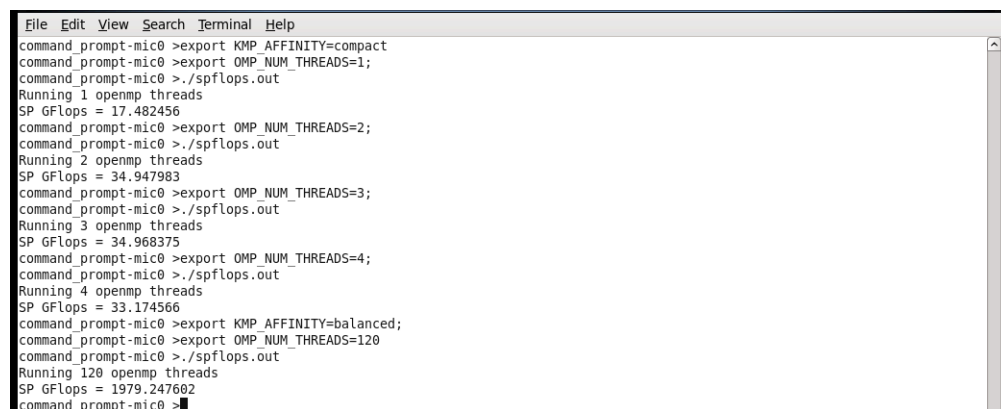 File Edit View Search Terminal Help
command_prompt-mic0 >export KMP_AFFINITY=compact
command_prompt-mic0 >export OMP_NUM_THREADS=1;
command_prompt-mic0 >./spflops.out
Running 1 openmp threads
SP GFlops = 17.482456
command_prompt-mic0 >export OMP_NUM_THREADS=2;
command_prompt-mic0 >./spflops.out
Running 2 openmp threads
SP GFlops = 34.947983
command_prompt-mic0 >export OMP_NUM_THREADS=3;
command_prompt-mic0 >./spflops.out
Running 3 openmp threads
SP GFlops = 34.968375
command_prompt-mic0 >export OMP_NUM_THREADS=4;
command_prompt-mic0 >./spflops.out
Running 4 openmp threads
SP GFlops = 33.174566
command_prompt-mic0 >export KMP_AFFINITY=balanced;
command_prompt-mic0 >export OMP_NUM_THREADS=120
command_prompt-mic0 >./spflops.out
Running 120 openmp threads
SP GFlops = 1979.247602
command_prompt-mic0 >